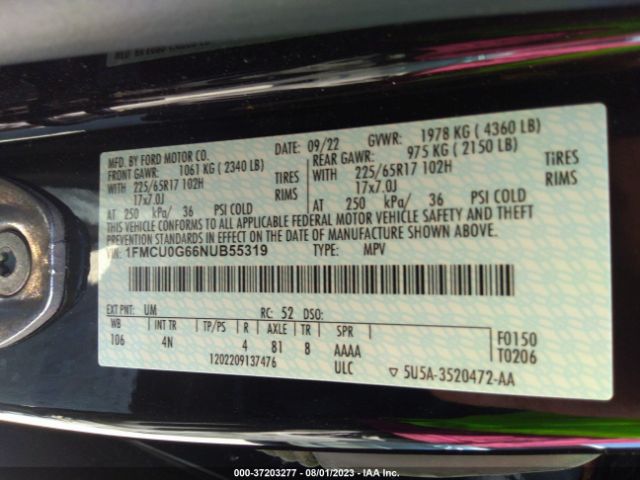 MFD. BY FORD MOTOR CO.
DATE: 09/22 GVWR: 1978 KG ( 4360 LB)
FRONT GAWR: 1061 KG ( 2340 LB)
REAR GAWR: 975 KG ( 2150 LB)
WITH 225/65R17 102H TIRES
17x7.0J RIMS
WITH 225/65R17 102H TIRES
17x7.0J RIMS
AT 250 kPa/ 36 PSI COLD
AT 250 kPa/ 36 PSI COLD
THIS VEHICLE CONFORMS TO ALL APPLICABLE FEDERAL MOTOR VEHICLE SAFETY AND THEFT
PREVENTION STANDARDS IN EFFECT ON THE DATE OF MANUFACTURE SHOWN ABOVE.
VIN: 1FMCU0G66NUB55319 TYPE: MPV
EXT PNT: UM RC: 52 DSO:
WB INT TR TP/PS R AXLE TR SPR
106 4N 4 81 8 AAAA
F0150
T0206
1202209137476 ULC
5U5A-3520472-AA
000-37203277 - 08/01/2023 - IAA Inc.